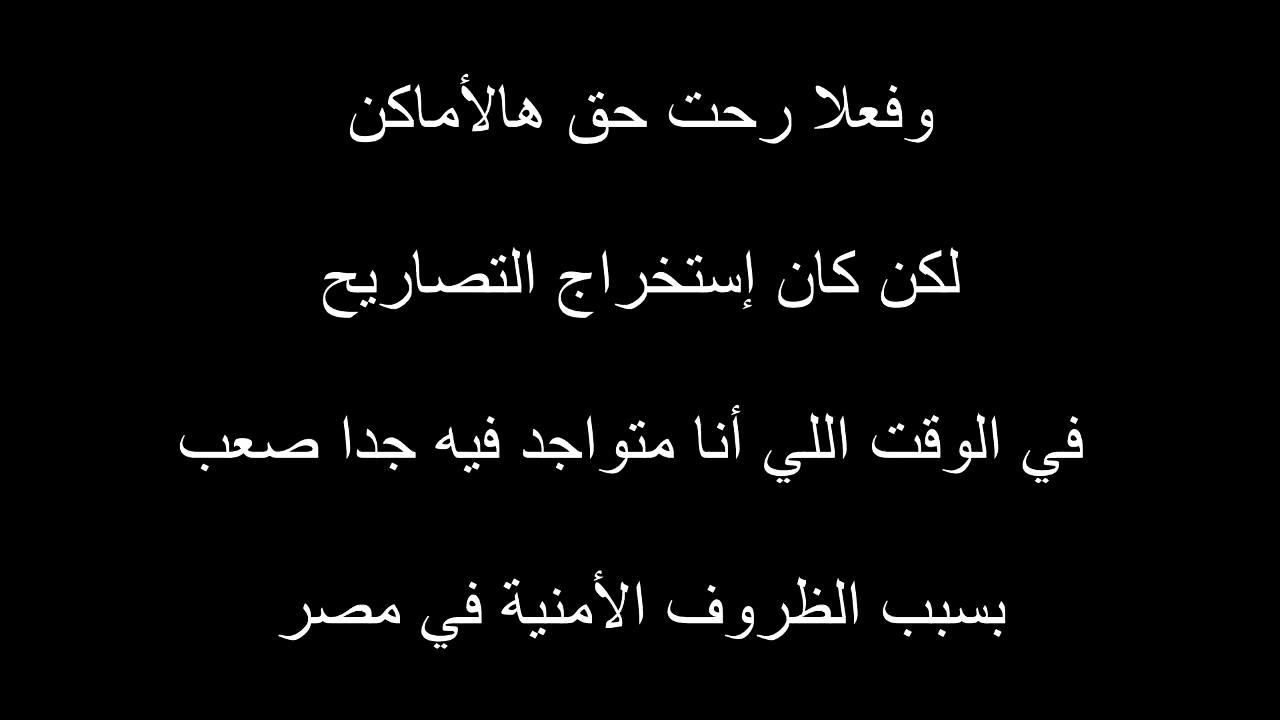 وفعلا رحت حق هالأماكن
لكن كان إستخراج التصاريح
في الوقت اللي أنا متواجد فيه جدا صعب
بسبب الظروف الأمنية في مصر